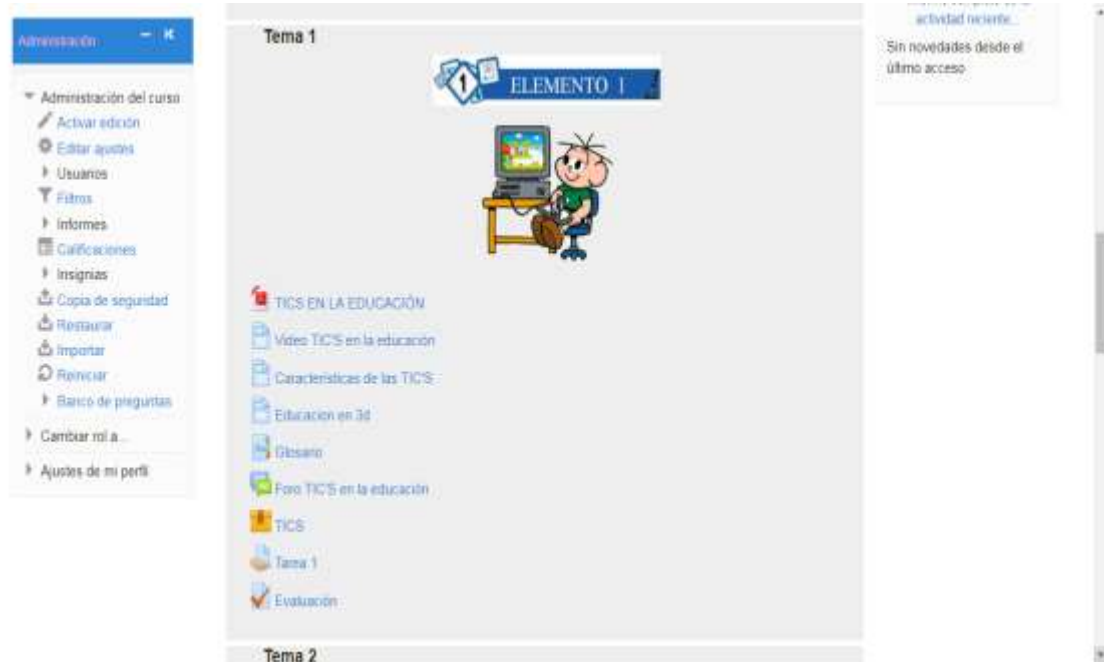 Administración
Administración del curso
Activar edición
Editar ajustes
Usuarios
Filtros
Informes
Calificaciones
Insignias
Copia de seguridad
Restaurar
Importar
Reiniciar
Banco de preguntas
Cambiar rol a...
Ajustes de mi perfil
Tema 1
1
ELEMENTO 1
TICS EN LA EDUCACIÓN
Video TIC'S en la educación
Características de las TIC'S
Educacion en 3d
Glosario
Foro TIC'S en la educación
TICS
Tarea 1
Evaluación
Tema 2
actividad reciente...
Sin novedades desde el
último acceso